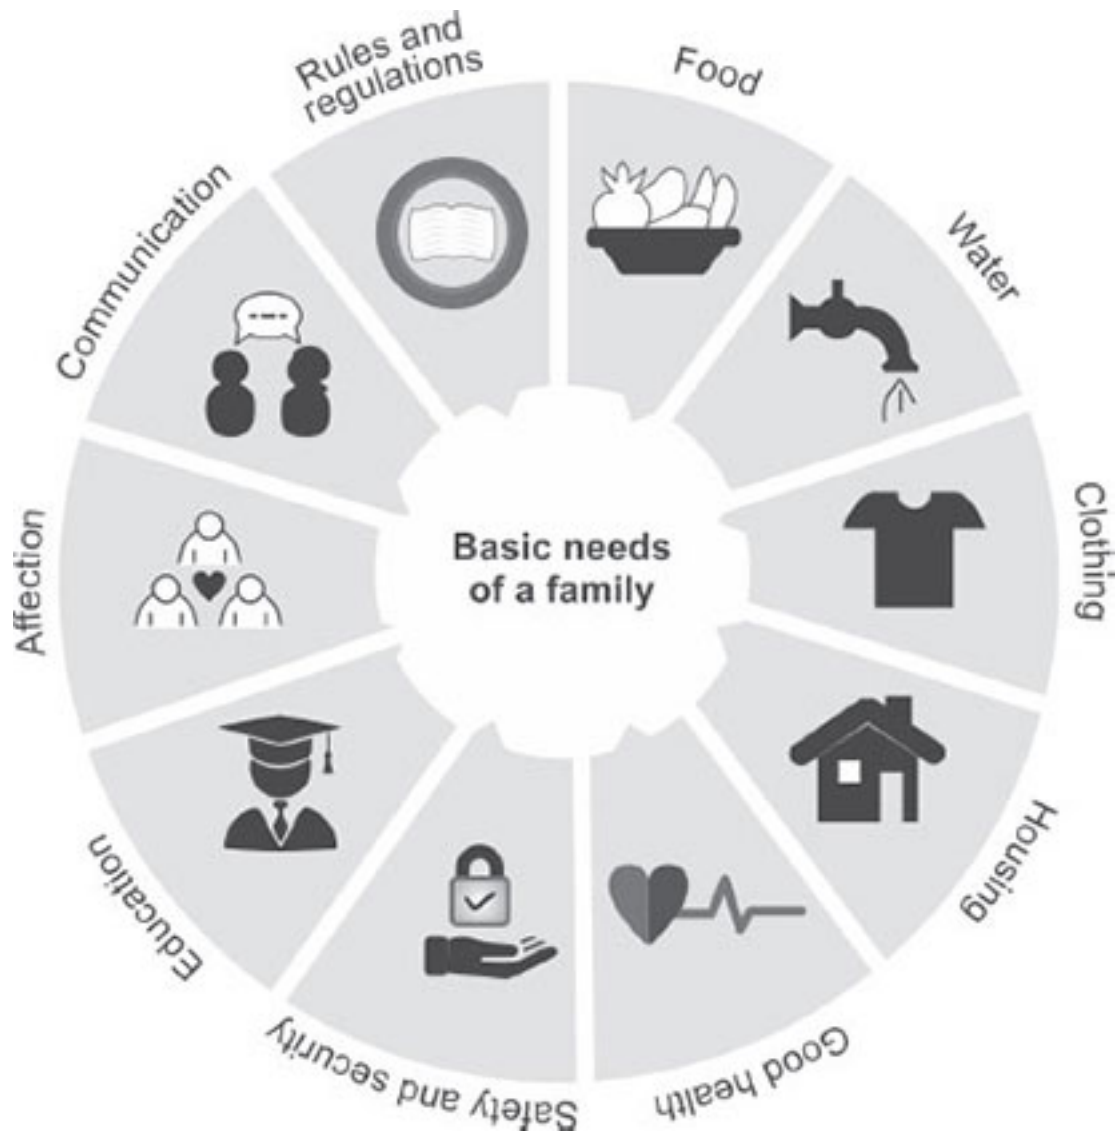 Basic needs
of a family
Food
Water
Clothing
Housing
Good health
Safety and security
Education
Affection
Communication
Rules and
regulations